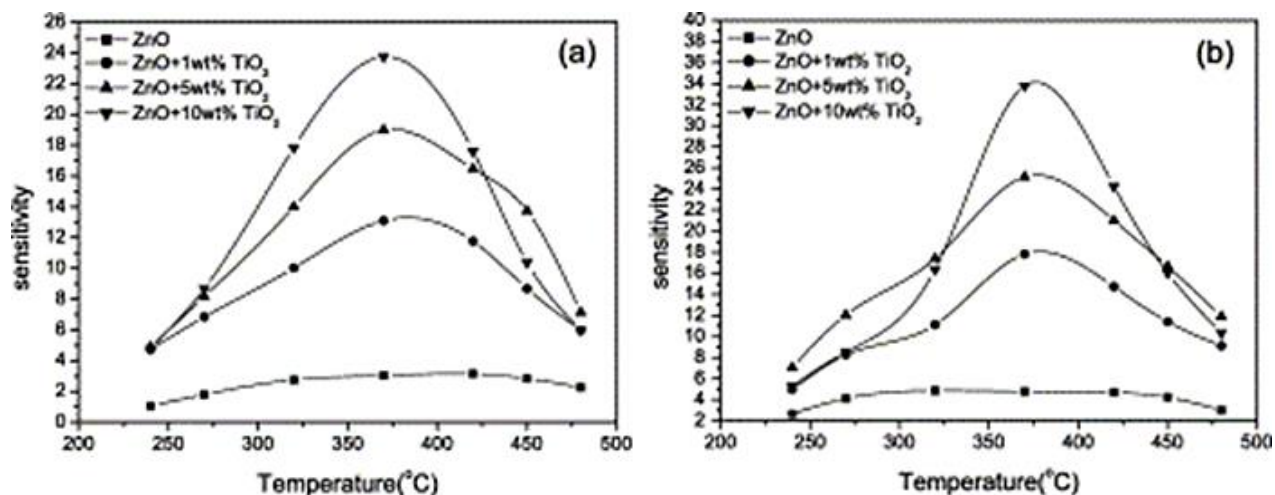 (a)
ZnO
ZnO+1wt% TiO2
ZnO+5wt% TiO2
ZnO+10wt% TiO2
26
24
22
20
18
16
14
12
10
8
6
4
2
0
sensitivity
200 250 300 350 400 450 500
Temperature(°C)
(b)
ZnO
ZnO+1wt% TiO2
ZnO+5wt% TiO2
ZnO+10wt% TiO2
40
38
36
34
32
30
28
26
24
22
20
18
16
14
12
10
8
6
4
2
sensitivity
200 250 300 350 400 450 500
Temperature(°C)